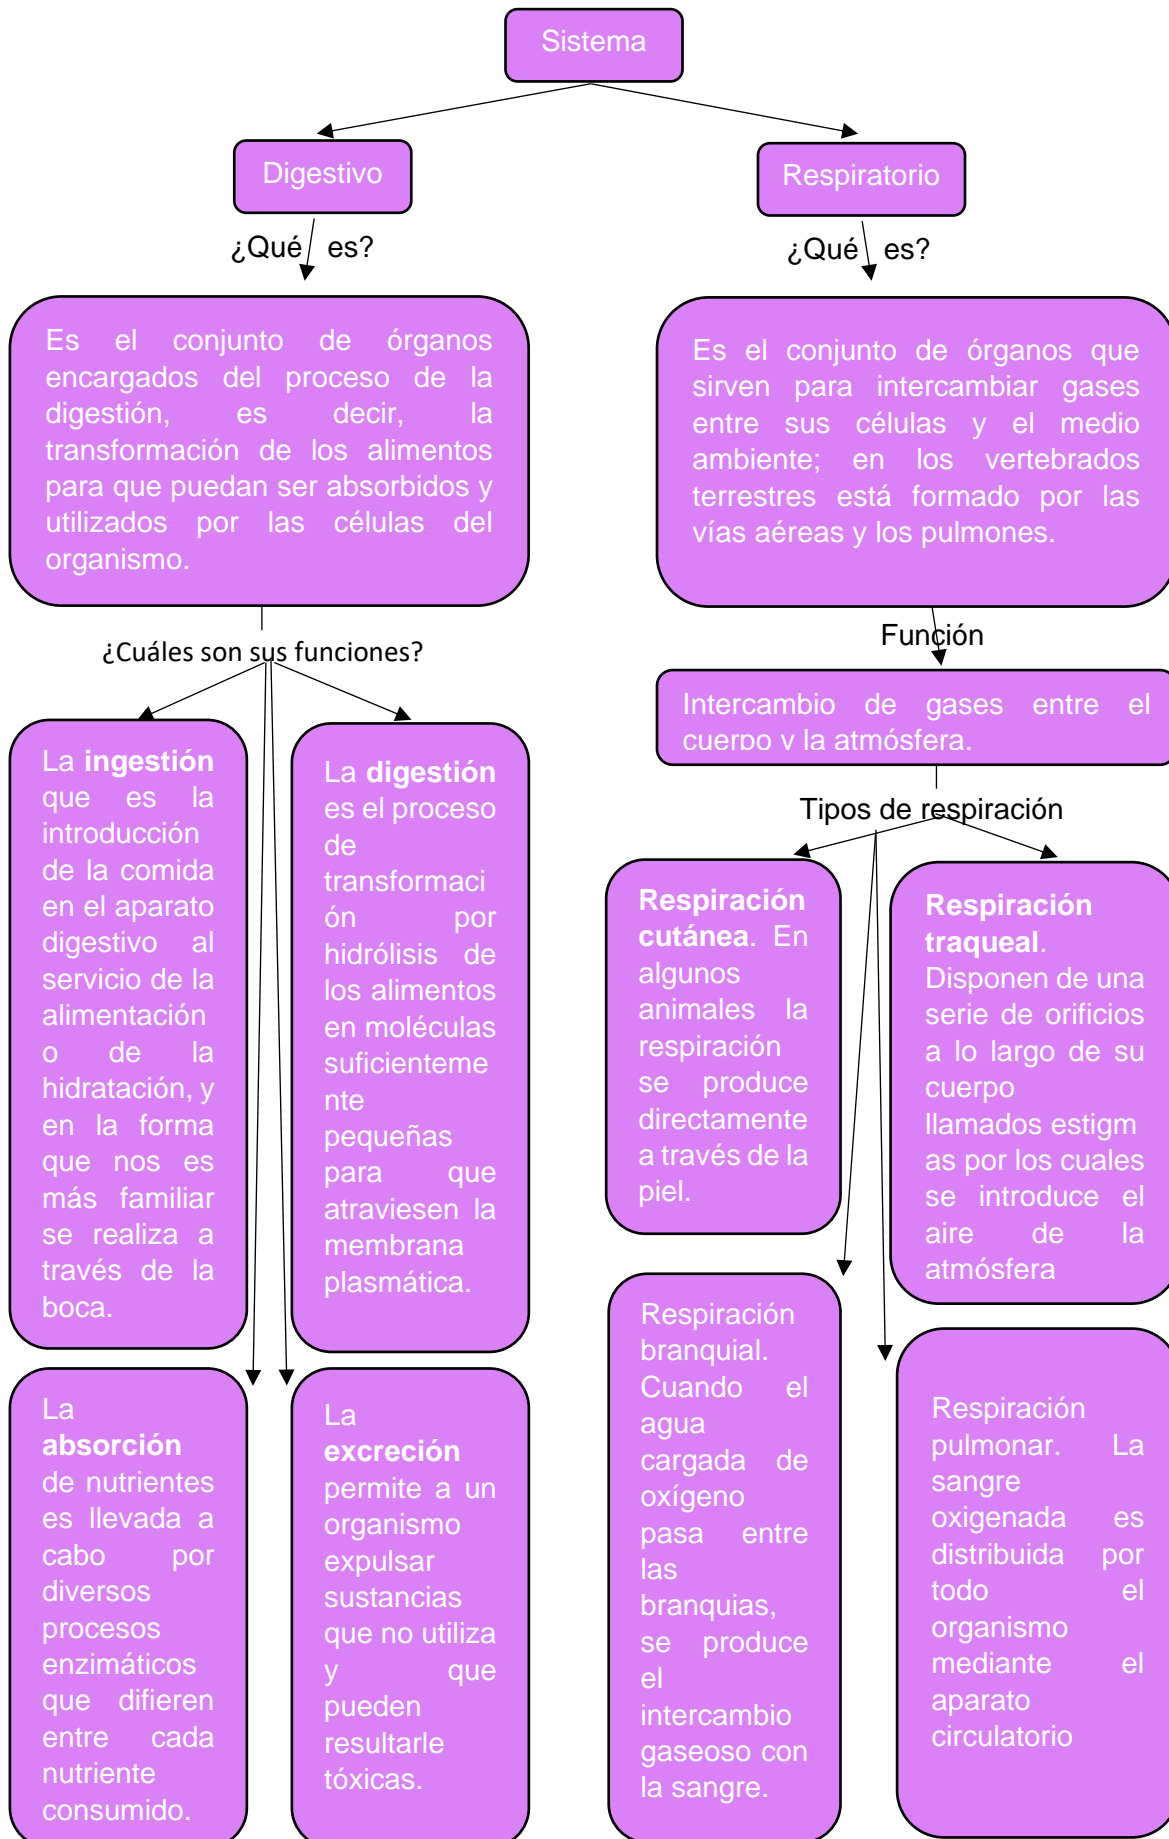 Sistema
Digestivo
Respiratorio
¿Qué es?
¿Qué es?
Es el conjunto de órganos
encargados del proceso de la
digestión, es decir, la
transformación de los alimentos
para que puedan ser absorbidos y
utilizados por las células del
organismo.
Es el conjunto de órganos que
sirven para intercambiar gases
entre sus células y el medio
ambiente; en los vertebrados
terrestres está formado por las
vías aéreas y los pulmones.
¿Cuáles son sus funciones?
Función
Intercambio de gases entre el
cuerpo y la atmósfera.
Tipos de respiración
La ingestión
que es la
introducción
de la comida
en el aparato
digestivo al
servicio de la
alimentación
o de la
hidratación, y
en la forma
que nos es
más familiar
se realiza a
través de la
boca.
La digestión
es el proceso
de
transformaci
ón por
hidrólisis de
los alimentos
en moléculas
suficienteme
nte
pequeñas
para que
atraviesen la
membrana
plasmática.
Respiración
cutánea. En
algunos
animales la
respiración
se produce
directamente
a través de la
piel.
Respiración
traqueal.
Disponen de una
serie de orificios
a lo largo de su
cuerpo
llamados estigm
as por los cuales
se introduce el
aire de la
atmósfera
La
absorción
de nutrientes
es llevada a
cabo por
diversos
procesos
enzimáticos
que difieren
entre cada
nutriente
consumido.
La
excreción
permite a un
organismo
expulsar
sustancias
que no utiliza
y que
pueden
resultarle
tóxicas.
Respiración
branquial.
Cuando el
agua
cargada de
oxígeno
pasa entre
las
branquias,
se produce
el
intercambio
gaseoso con
la sangre.
Respiración
pulmonar. La
sangre
oxigenada es
distribuida por
todo el
organismo
mediante el
aparato
circulatorio